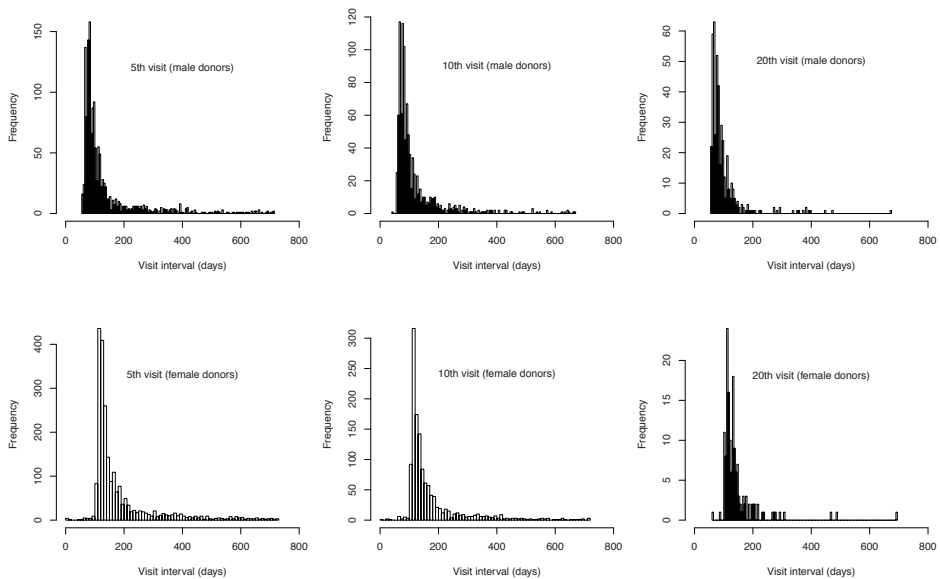 5th visit (male donors)
Frequency
0
50
100
150
0 200 400 600 800
Visit interval (days)
10th visit (male donors)
Frequency
0
20
40
60
80
100
120
0 200 400 600 800
Visit interval (days)
20th visit (male donors)
Frequency
0
10
20
30
40
50
60
0 200 400 600 800
Visit interval (days)
5th visit (female donors)
Frequency
0
100
200
300
400
0 200 400 600 800
Visit interval (days)
10th visit (female donors)
Frequency
0
50
100
150
200
250
300
0 200 400 600 800
Visit interval (days)
20th visit (female donors)
Frequency
0
5
10
15
20
0 200 400 600 800
Visit interval (days)